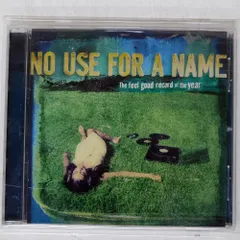 NO USE FOR A NAME
The feel good record of the year